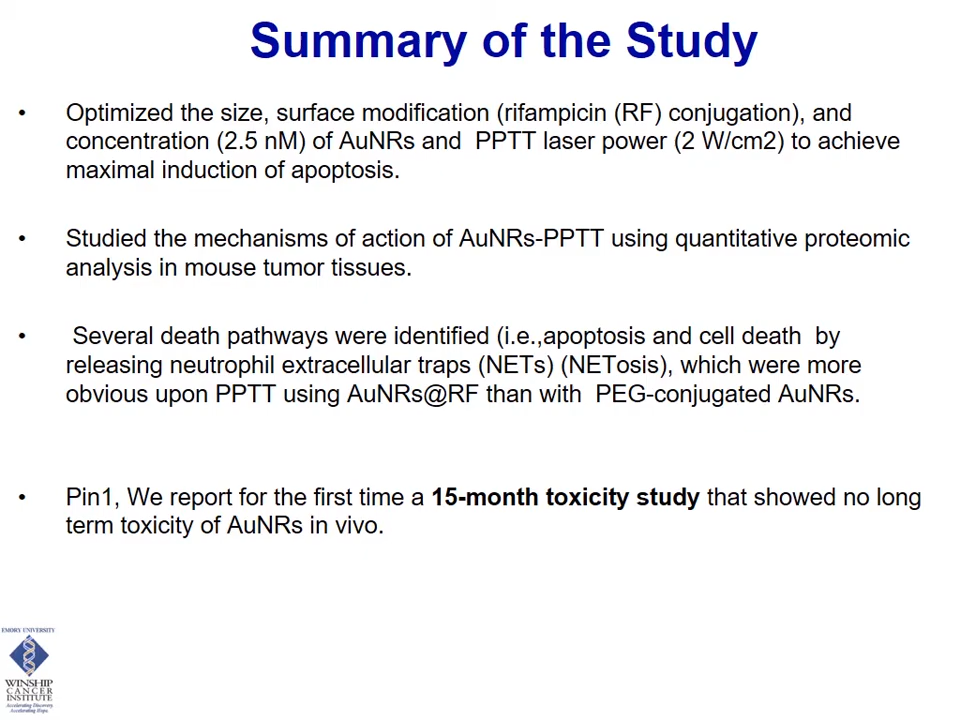 Summary of the Study
• Optimized the size, surface modification (rifampicin (RF) conjugation), and
concentration (2.5 nM) of AuNRs and  PPTT laser power (2 W/cm2) to achieve
maximal induction of apoptosis.
• Studied the mechanisms of action of AuNRs-PPTT using quantitative proteomic
analysis in mouse tumor tissues.
•  Several death pathways were identified (i.e.,apoptosis and cell death  by
releasing neutrophil extracellular traps (NETs) (NETosis), which were more
obvious upon PPTT using AuNRs@RF than with  PEG-conjugated AuNRs.
• Pin1, We report for the first time a 15-month toxicity study that showed no long
term toxicity of AuNRs in vivo.
EMORY UNIVERSITY
WINSHIP
CANCER
INSTITUTE
Accelerating Discovery
Accelerating Hope